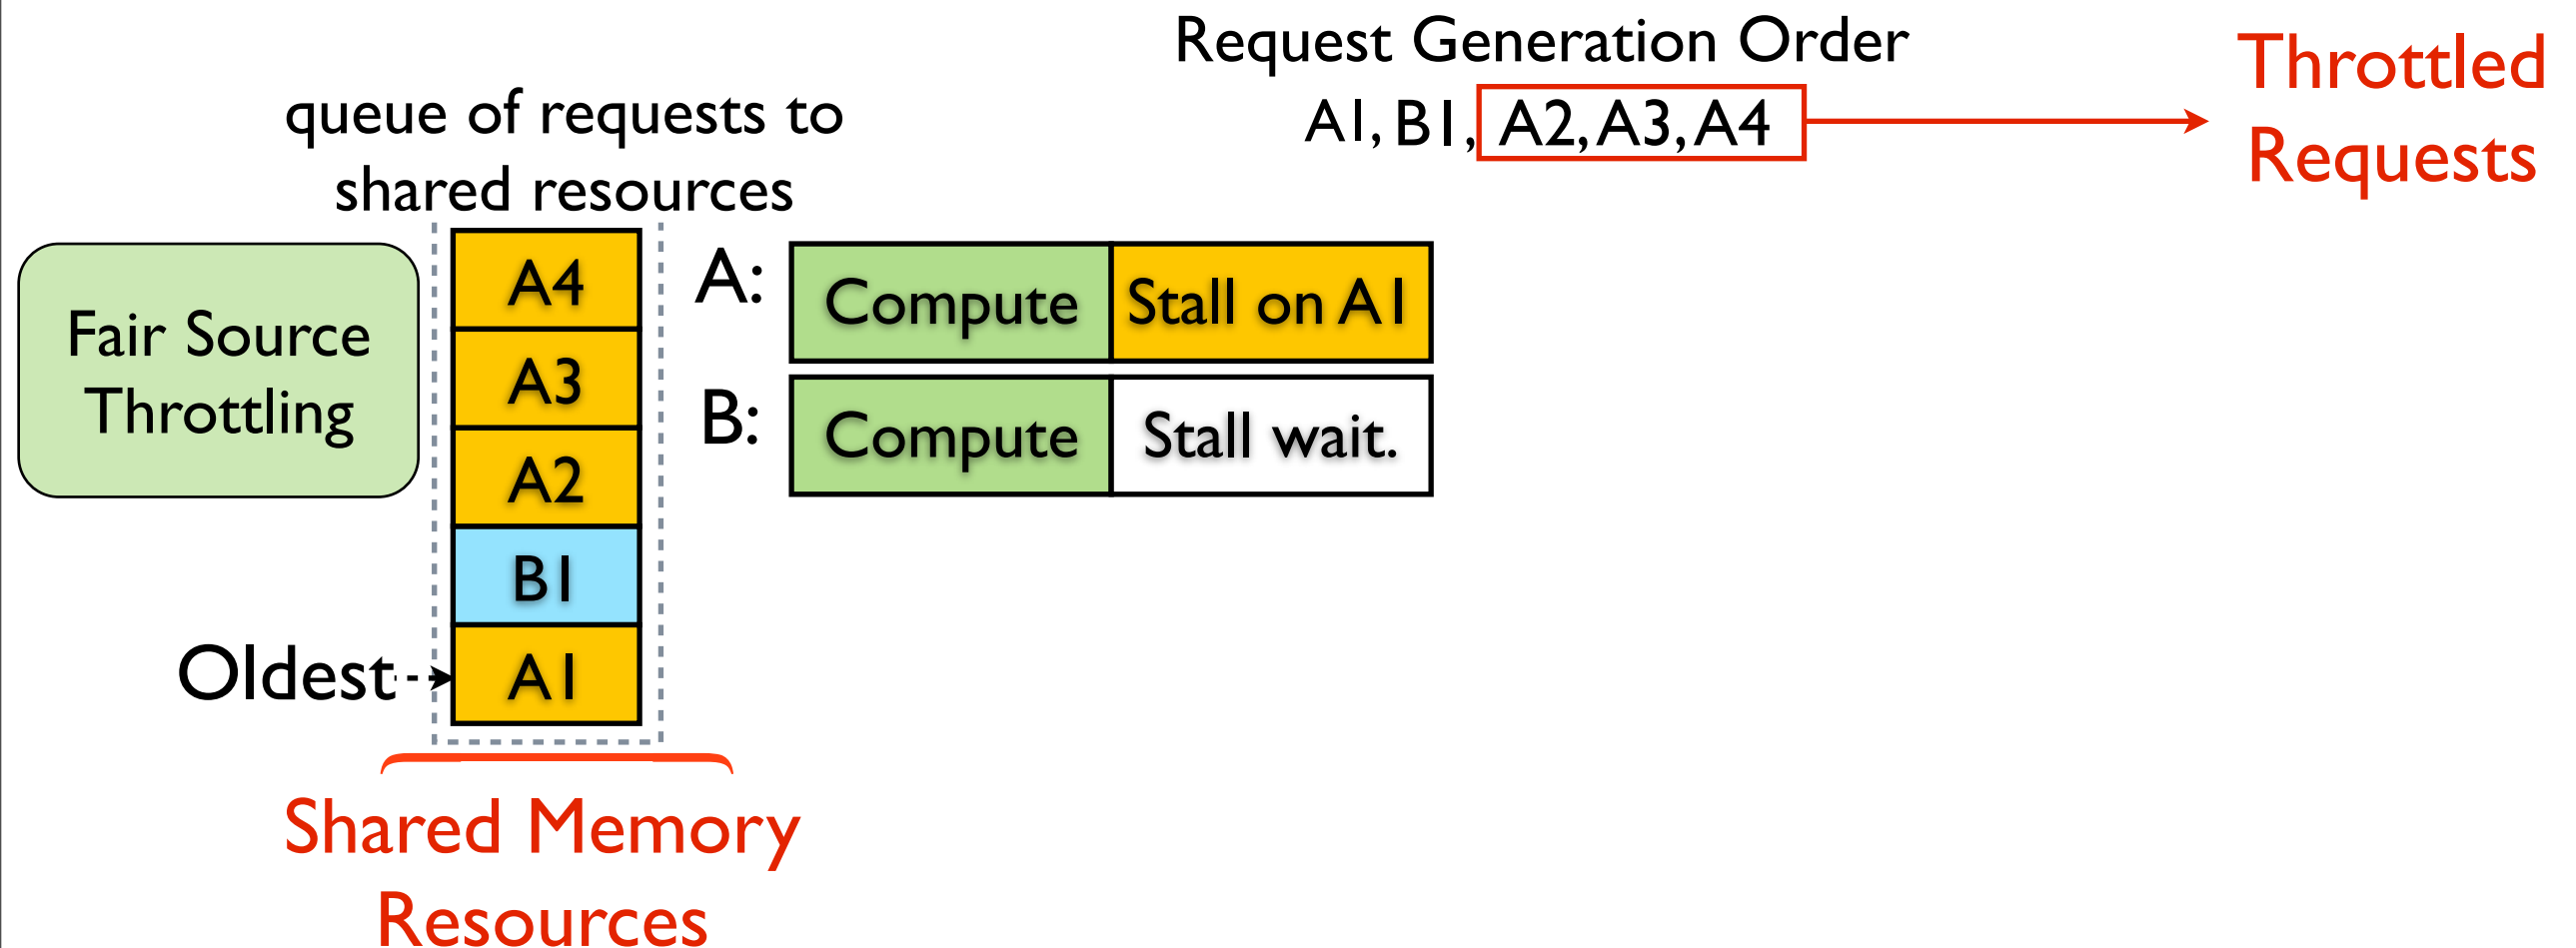 Request Generation Order
A1, B1, A2, A3, A4
Throttled
Requests
queue of requests to
shared resources
Fair Source
Throttling
A4
A3
A2
B1
A1
Oldest
A:
Compute
Stall on A1
B:
Compute
Stall wait.
Shared Memory
Resources